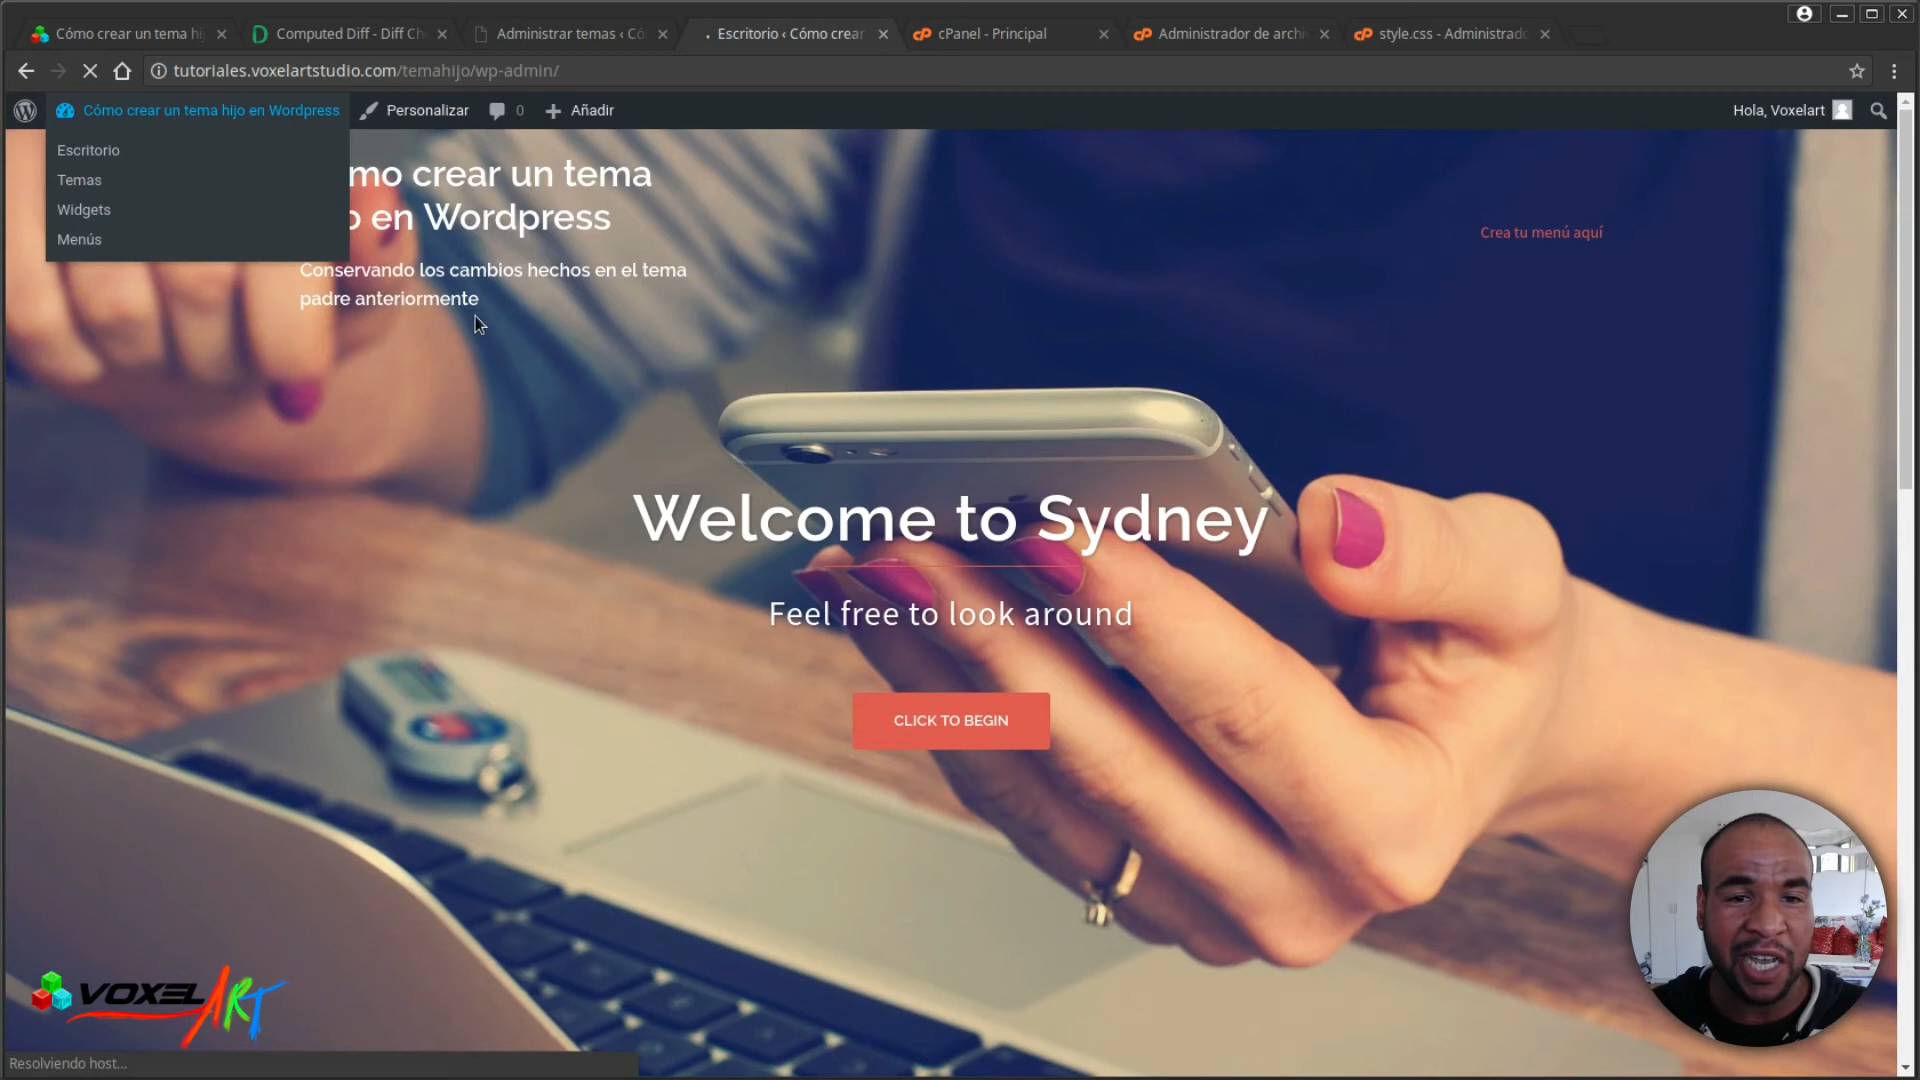 Cómo crear un tema hi
Computed Diff - Diff Ch
Administrar temas ‹ Có
Escritorio ‹ Cómo crear
cPanel - Principal
Administrador de archi
style.css - Administrado
tutoriales.voxelartstudio.com/temahijo/wp-admin/
Cómo crear un tema hijo en Wordpress
Personalizar
0
Añadir
Hola, Voxelart
Escritorio
Temas
Widgets
Menús
mo crear un tema
o en Wordpress
Conservando los cambios hechos en el tema
padre anteriormente
Crea tu menú aquí
Welcome to Sydney
Feel free to look around
CLICK TO BEGIN
VOXELART
Resolviendo host...